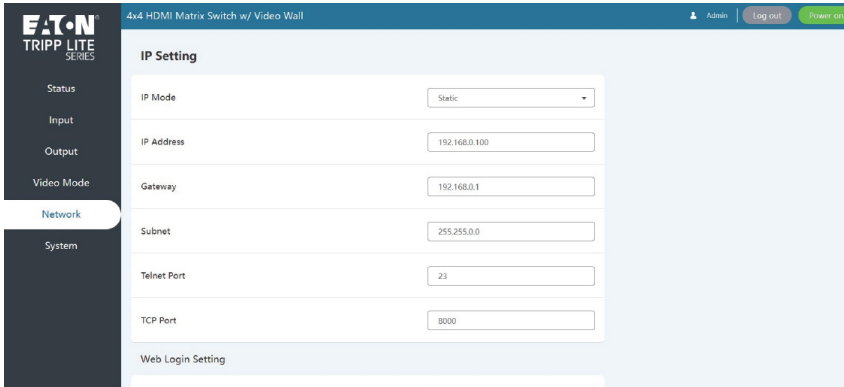 EATON
TRIPP LITE
SERIES
4x4 HDMI Matrix Switch w/ Video Wall
Admin
Log out
Power on
Status
Input
Output
Video Mode
Network
System
IP Setting
IP Mode
Static
IP Address
192.168.0.100
Gateway
192.168.0.1
Subnet
255.255.0.0
Telnet Port
23
TCP Port
8000
Web Login Setting